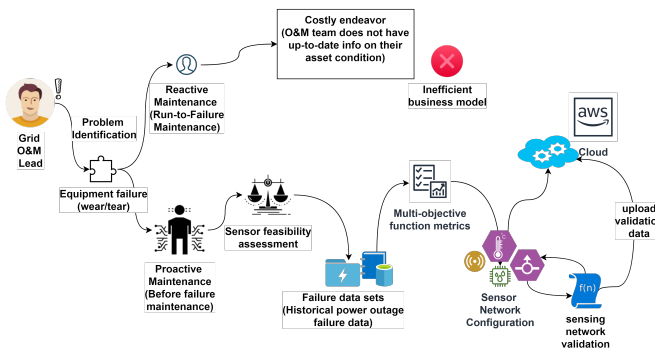 Costly endeavor
(O&M team does not have
up-to-date info on their
asset condition)
Inefficient
business model
Reactive
Maintenance
(Run-to-Failure
Maintenance)
!
Problem
Identification
Grid
O&M
Lead
Equipment failure
(wear/tear)
Proactive
Maintenance
(Before failure
maintenance)
Sensor feasibility
assessment
Failure data sets
(Historical power outage
failure data)
Multi-objective
function metrics
Sensor
Network
Configuration
aws
Cloud
upload
validation
data
f(n)
sensing
network
validation